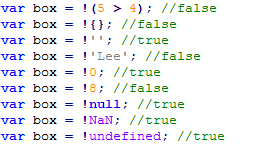 var box = !(5 > 4); //false
var box = !{}; //false
var box = !''; //true
var box = !'Lee'; //false
var box = !0; //true
var box = !8; //false
var box = !null; //true
var box = !NaN; //true
var box = !undefined; //true